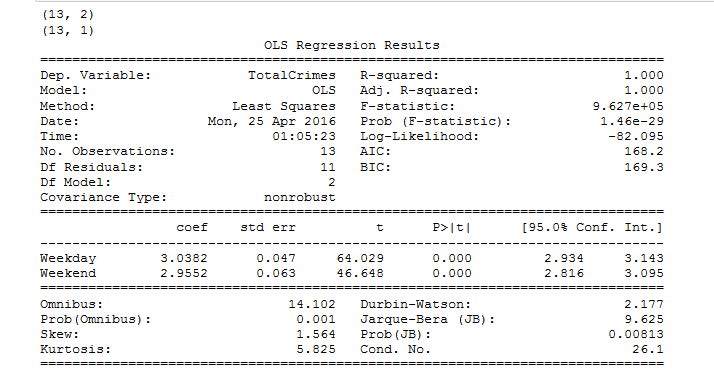 (13, 2)
(13, 1)
OLS Regression Results
==============================================================================
Dep. Variable: TotalCrimes R-squared: 1.000
Model: OLS Adj. R-squared: 1.000
Method: Least Squares F-statistic: 9.627e+05
Date: Mon, 25 Apr 2016 Prob (F-statistic): 1.46e-29
Time: 01:05:23 Log-Likelihood: -82.095
No. Observations: 13 AIC: 168.2
Df Residuals: 11 BIC: 169.3
Df Model: 2
Covariance Type: nonrobust
==============================================================================
coef std err t P>|t| [95.0% Conf. Int.]
------------------------------------------------------------------------------
Weekday 3.0382 0.047 64.029 0.000 2.934 3.143
Weekend 2.9552 0.063 46.648 0.000 2.816 3.095
==============================================================================
Omnibus: 14.102 Durbin-Watson: 2.177
Prob(Omnibus): 0.001 Jarque-Bera (JB): 9.625
Skew: 1.564 Prob(JB): 0.00813
Kurtosis: 5.825 Cond. No. 26.1
==============================================================================